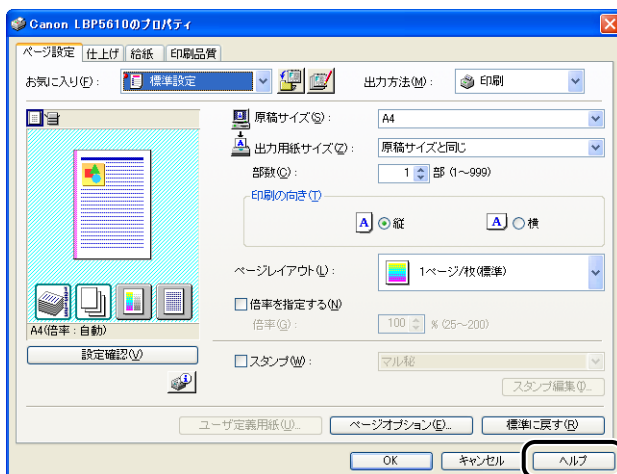 Canon LBP5610のプロパティ
ページ設定 仕上げ 給紙 印刷品質
お気に入り(F): 標準設定 出力方法(M): 印刷
原稿サイズ(S): A4
出力用紙サイズ(Z): 原稿サイズと同じ
部数(C): 1 部 (1～999)
印刷の向き(T)
A 縦 A 横
ページレイアウト(L): 1ページ/枚(標準)
倍率を指定する(N)
倍率(G): 100 % (25～200)
A4(倍率：自動)
設定確認(V)
スタンプ(W): マル秘
スタンプ編集(I)...
ユーザ定義用紙(U)... ページオプション(E)... 標準に戻す(R)
OK キャンセル ヘルプ